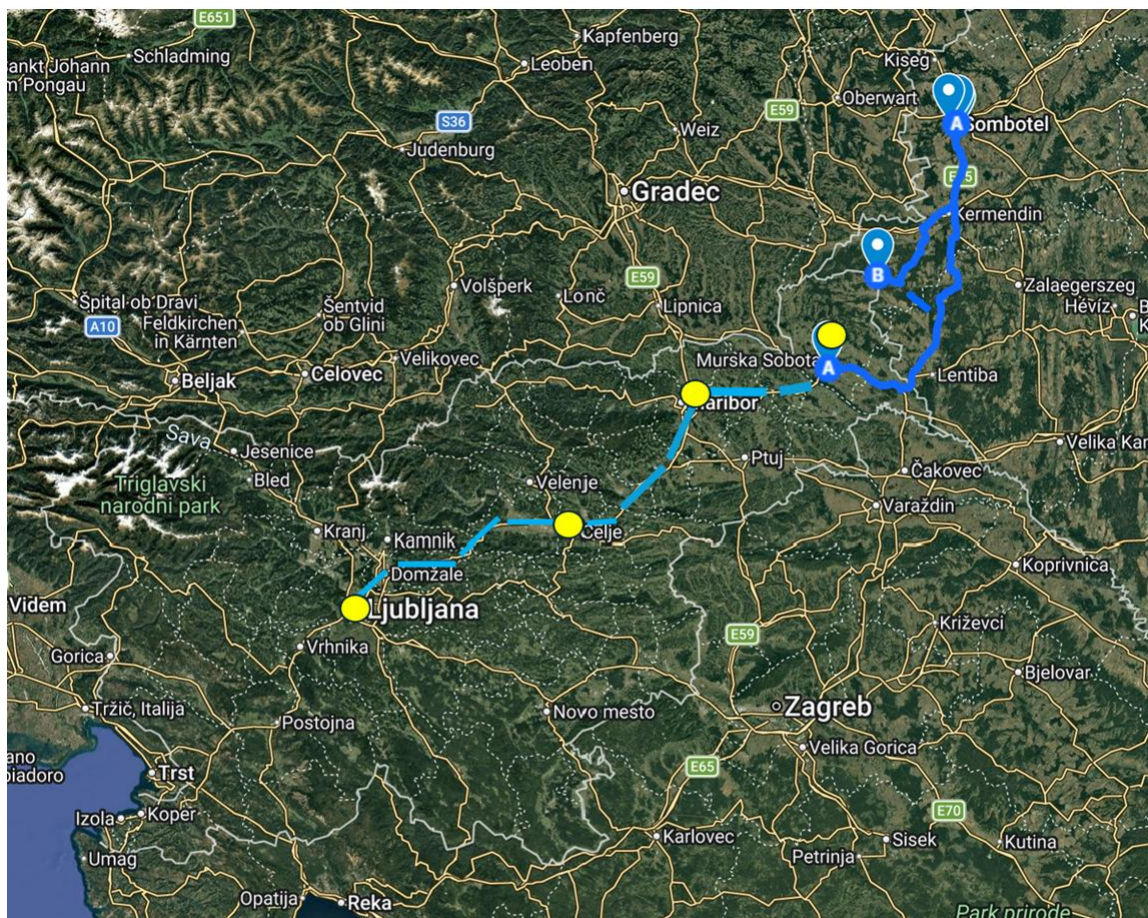 E651
Kapfenberg
Schladming
Leoben
Kiseg
ankt Johann
m Pongau
E59
Oberwart
S36
Weiz
A
Sombotel
Judenburg
E65
Gradec
Kermendin
B
E59
Volšperk
Lonč
Lipnica
Zalaegerszeg
Hévíz
Špital ob Dravi
Šentvid
ob Glini
A10
Feldkirchen
in Kärnten
Velikovec
Murska Sobota
A
Beljak
Celovec
Lentiba
Maribor
Sava
Jesenice
Velika Kan
Bled
Ptuj
Čakovec
Triglavski
narodni park
Velenje
Varaždin
Kranj
Kamnik
Celje
Domžale
Koprivnica
Videm
Ljubljana
Križevci
E59
Vrhnika
Gorica
Bjelovar
Tržič, Italija
Postojna
Novo mesto
Zagreb
Velika Gorica
ano
biadoro
Trst
E65
Izola
Koper
E70
Karlovec
Sisek
Kutina
Umag
Petrinja
Opatija
Reka
Park prirode